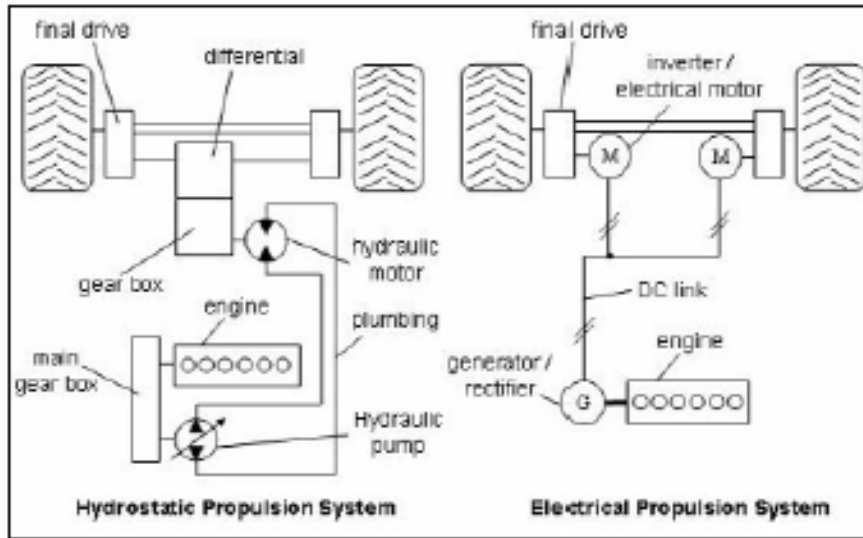 final drive
differential
gear box
hydraulic
motor
engine
plumbing
main
gear box
Hydraulic
pump
Hydrostatic Propulsion System
final drive
inverter/
electrical motor
M
M
DC link
engine
generator/
rectifier
G
Electrical Propulsion System